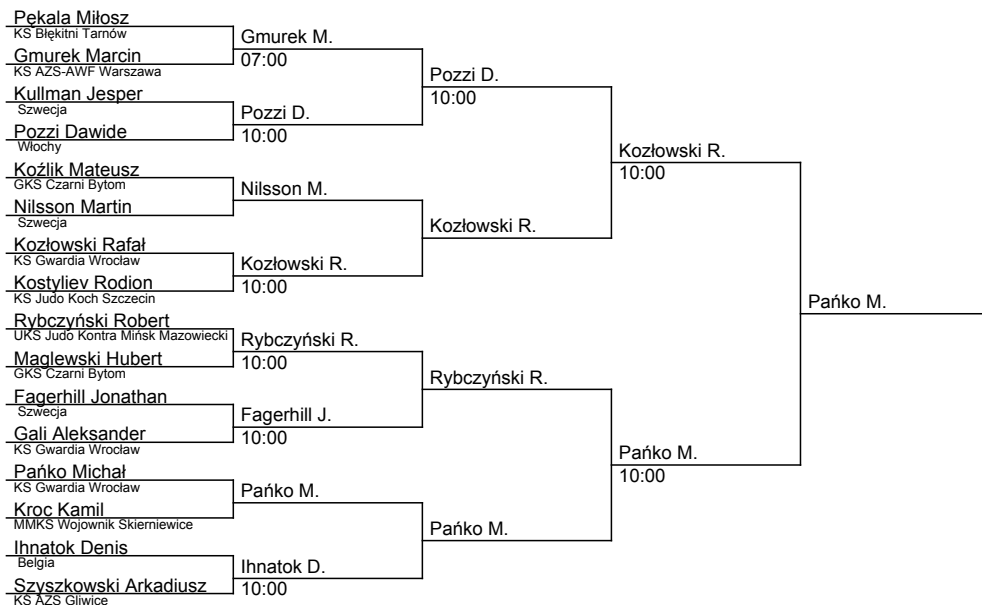 Pękala Miłosz
KS Błękitni Tarnów
Gmurek Marcin
KS AZS-AWF Warszawa
Kullman Jesper
Szwecja
Pozzi Dawide
Włochy
Koźlik Mateusz
GKS Czarni Bytom
Nilsson Martin
Szwecja
Kozłowski Rafał
KS Gwardia Wrocław
Kostyliev Rodion
KS Judo Koch Szczecin
Rybczyński Robert
UKS Judo Kontra Mińsk Mazowiecki
Maglewski Hubert
GKS Czarni Bytom
Fagerhill Jonathan
Szwecja
Gali Aleksander
KS Gwardia Wrocław
Pańko Michał
KS Gwardia Wrocław
Kroc Kamil
MMKS Wojownik Skierniewice
Ihnatok Denis
Belgia
Szyszkowski Arkadiusz
KS AZS Gliwice
Gmurek M.
07:00
Pozzi D.
10:00
Nilsson M.
Kozłowski R.
10:00
Rybczyński R.
10:00
Fagerhill J.
10:00
Pańko M.
Ihnatok D.
10:00
Pozzi D.
10:00
Kozłowski R.
Rybczyński R.
Pańko M.
Kozłowski R.
10:00
Pańko M.
10:00
Pańko M.